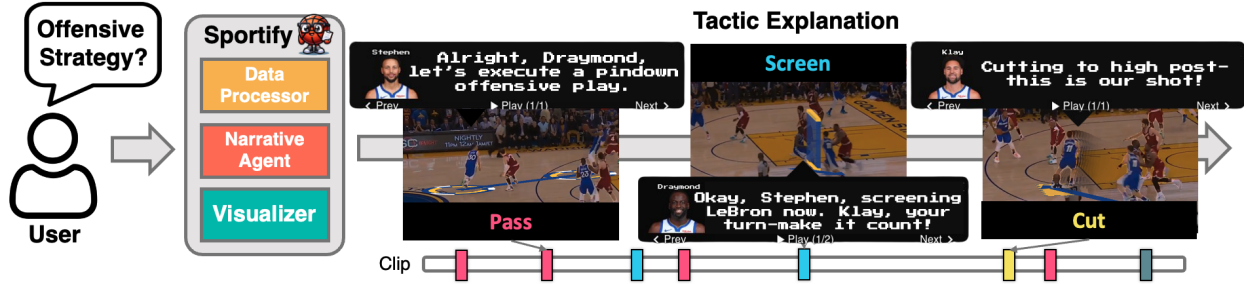 Offensive
Strategy?
User
Sportify
Data
Processor
Narrative
Agent
Visualizer
Tactic Explanation
Stephen
Alright, Draymond,
let's execute a pindown
offensive play.
< Prev
▶ Play (1/1)
Next >
NIGHTLY
Pass
Screen
GOLDEN S
Draymond
Okay, Stephen, screening
LeBron now. Klay, your
turn-make it count!
< Prev
▶ Play (1/2)
Next >
Klay
Cutting to high post-
this is our shot!
< Prev
▶ Play (1/1)
Next >
Cut
Clip